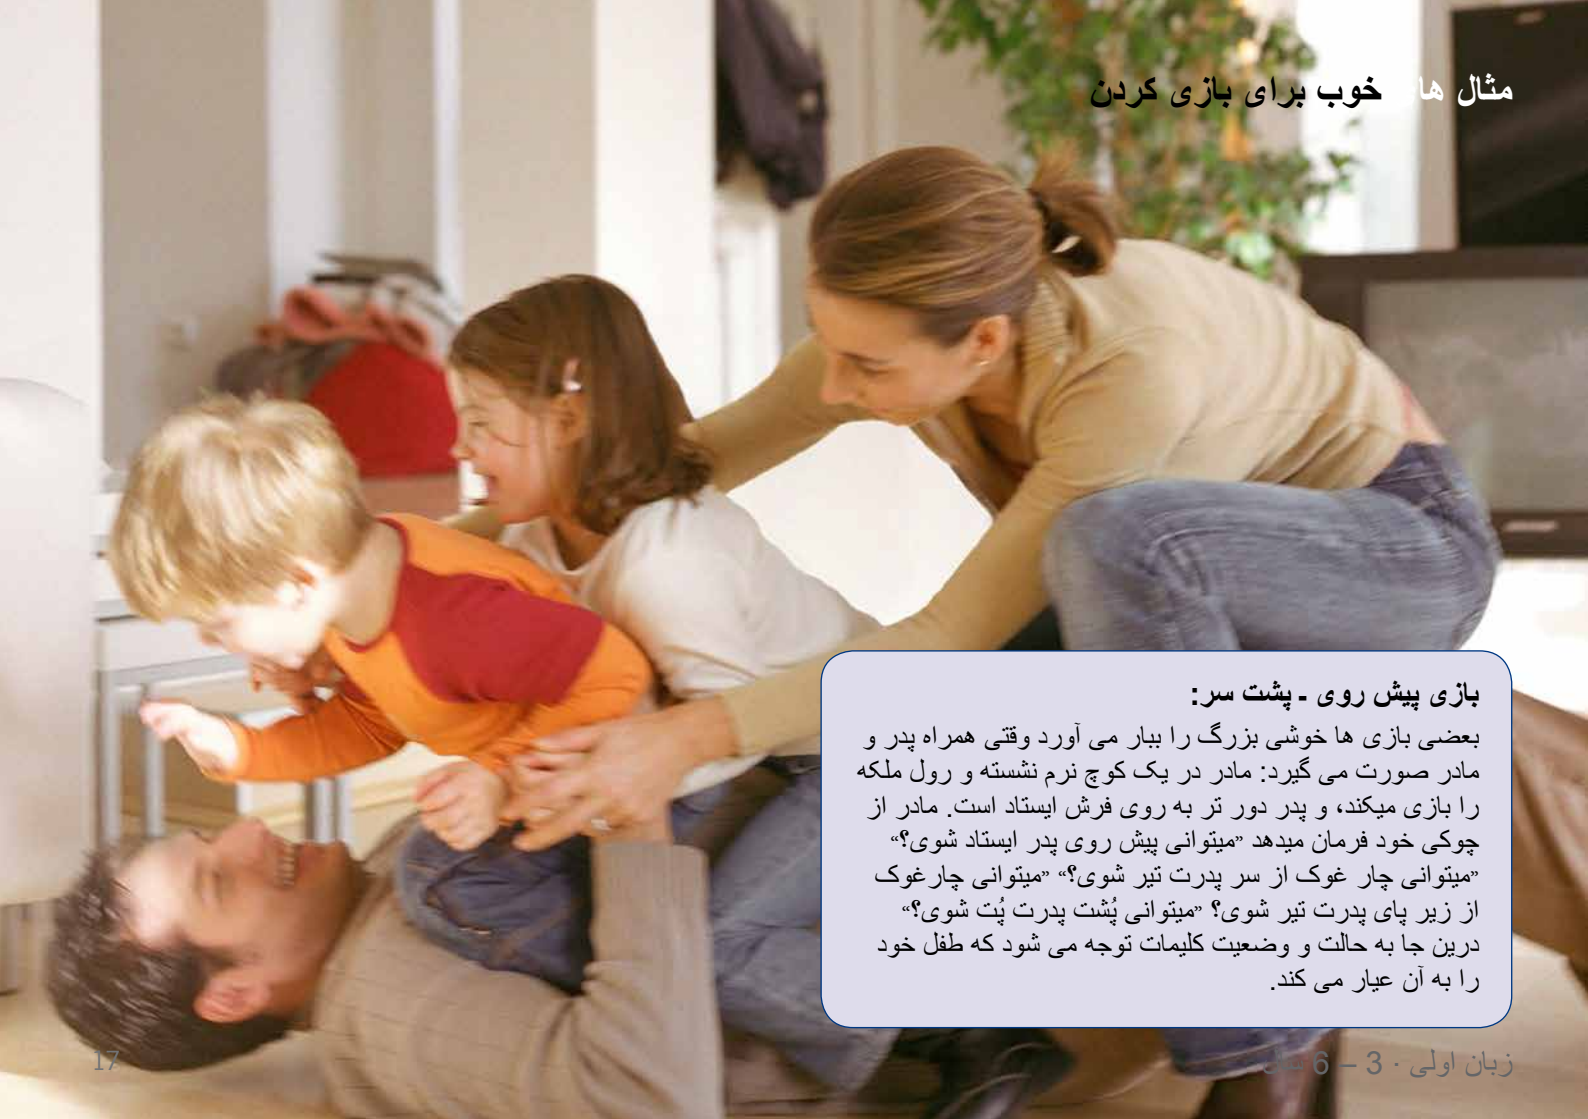 مثال های خوب برای بازی کردن
بازی پیش روی - پشت سر:
بعضی بازی ها خوشی بزرگ را ببار می آورد وقتی همراه پدر و
مادر صورت می گیرد: مادر در یک کوچ نرم نشسته و رول ملکه
را بازی میکند، و پدر دور تر به روی فرش ایستاد است. مادر از
چوکی خود فرمان میدهد ”میتوانی پیش روی پدر ایستاد شوی؟“
”میتوانی چار غوک از سر پدرت تیر شوی؟“ ”میتوانی چارغوک
از زیر پای پدرت تیر شوی؟ ”میتوانی پُشت پدرت پُت شوی؟“
درین جا به حالت و وضعیت کلیمات توجه می شود که طفل خود
را به آن عیار می کند.
زبان اولی · 3 – 6
17